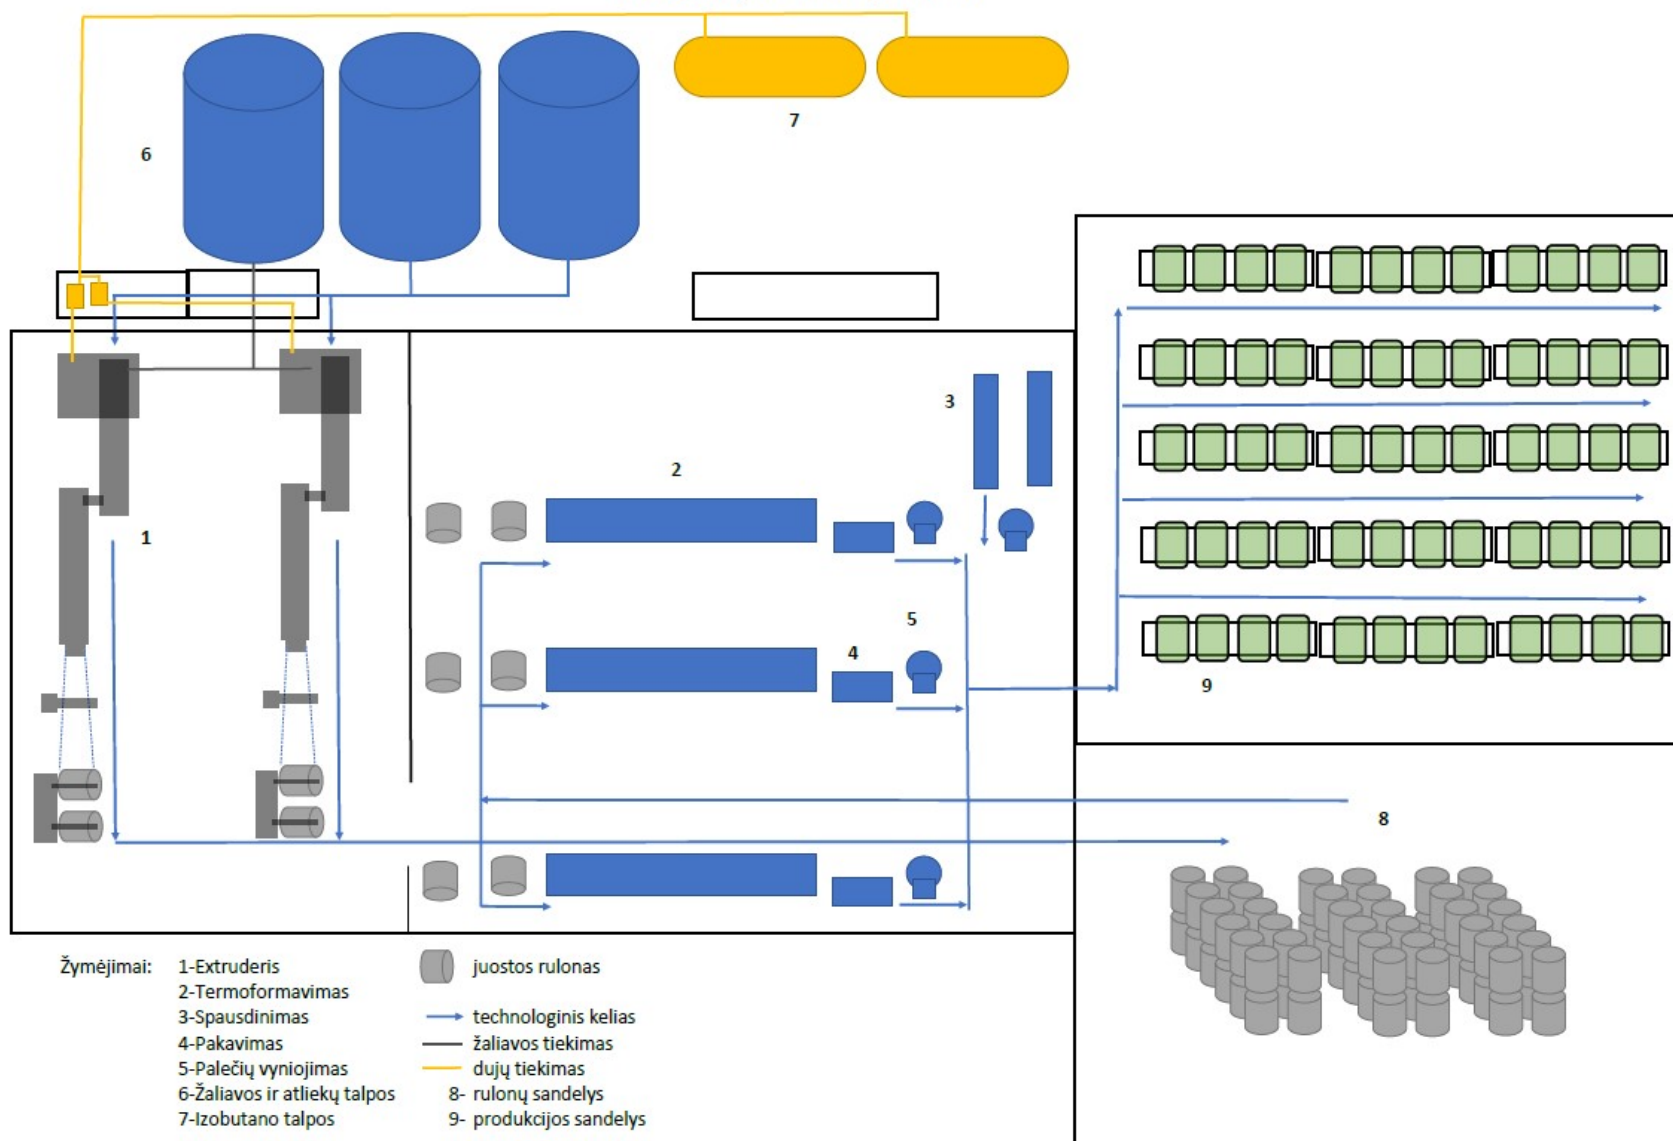 7
6
3
2
1
5
4
9
8
Žymėjimai: 1-Extruderis juostos rulonas
2-Termoformavimas
3-Spausdinimas technologinis kelias
4-Pakavimas žaliavos tiekimas
5-Palečių vyniojimas dujų tiekimas
6-Žaliavos ir atliekų talpos 8- rulonų sandelys
7-Izobutano talpos 9- produkcijos sandelys